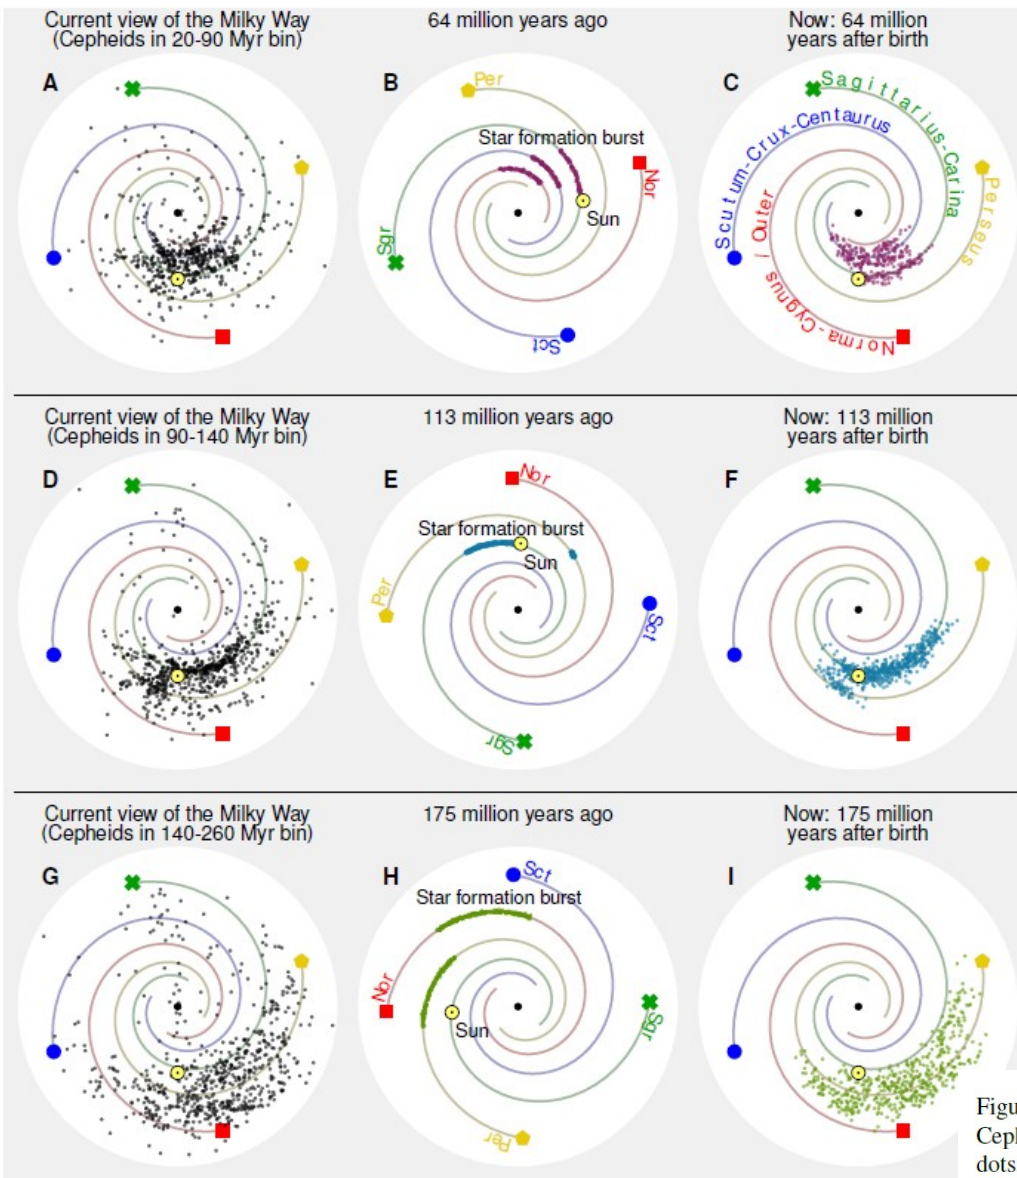 Current view of the Milky Way
(Cepheids in 20-90 Myr bin)
64 million years ago
Now: 64 million
years after birth
A
B
Per
Star formation burst
Nor
Sun
Sgr
Sct
C
Sagittarius-Carina
Scutum-Crux-Centaurus
Perseus
Norma-Cygnus / Outer
Current view of the Milky Way
(Cepheids in 90-140 Myr bin)
113 million years ago
Now: 113 million
years after birth
D
E
Nor
Star formation burst
Sun
Per
Sct
Sgr
F
Current view of the Milky Way
(Cepheids in 140-260 Myr bin)
175 million years ago
Now: 175 million
years after birth
G
H
Sct
Star formation burst
Nor
Sun
Sgr
Per
I
Figu
Ceph
dots